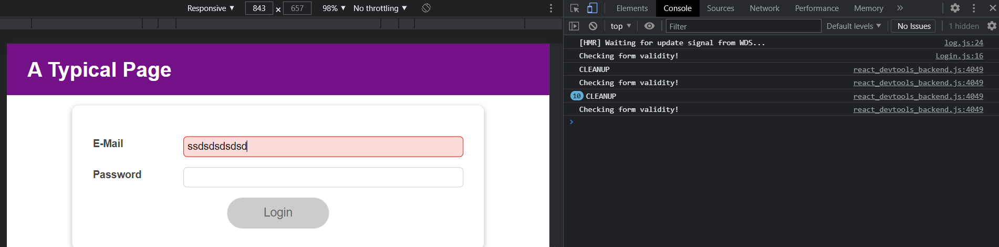 Responsive ▼ 843 × 657 98% ▼ No throttling ▼
Elements Console Sources Network Performance Memory »
top ▼ Filter Default levels ▼ No Issues 1 hidden
A Typical Page
E-Mail ssdsdsdsdsd
Password
Login
[HMR] Waiting for update signal from WDS... log.js:24
Checking form validity! Login.js:16
CLEANUP react_devtools_backend.js:4049
Checking form validity! react_devtools_backend.js:4049
10 CLEANUP react_devtools_backend.js:4049
Checking form validity! react_devtools_backend.js:4049
>